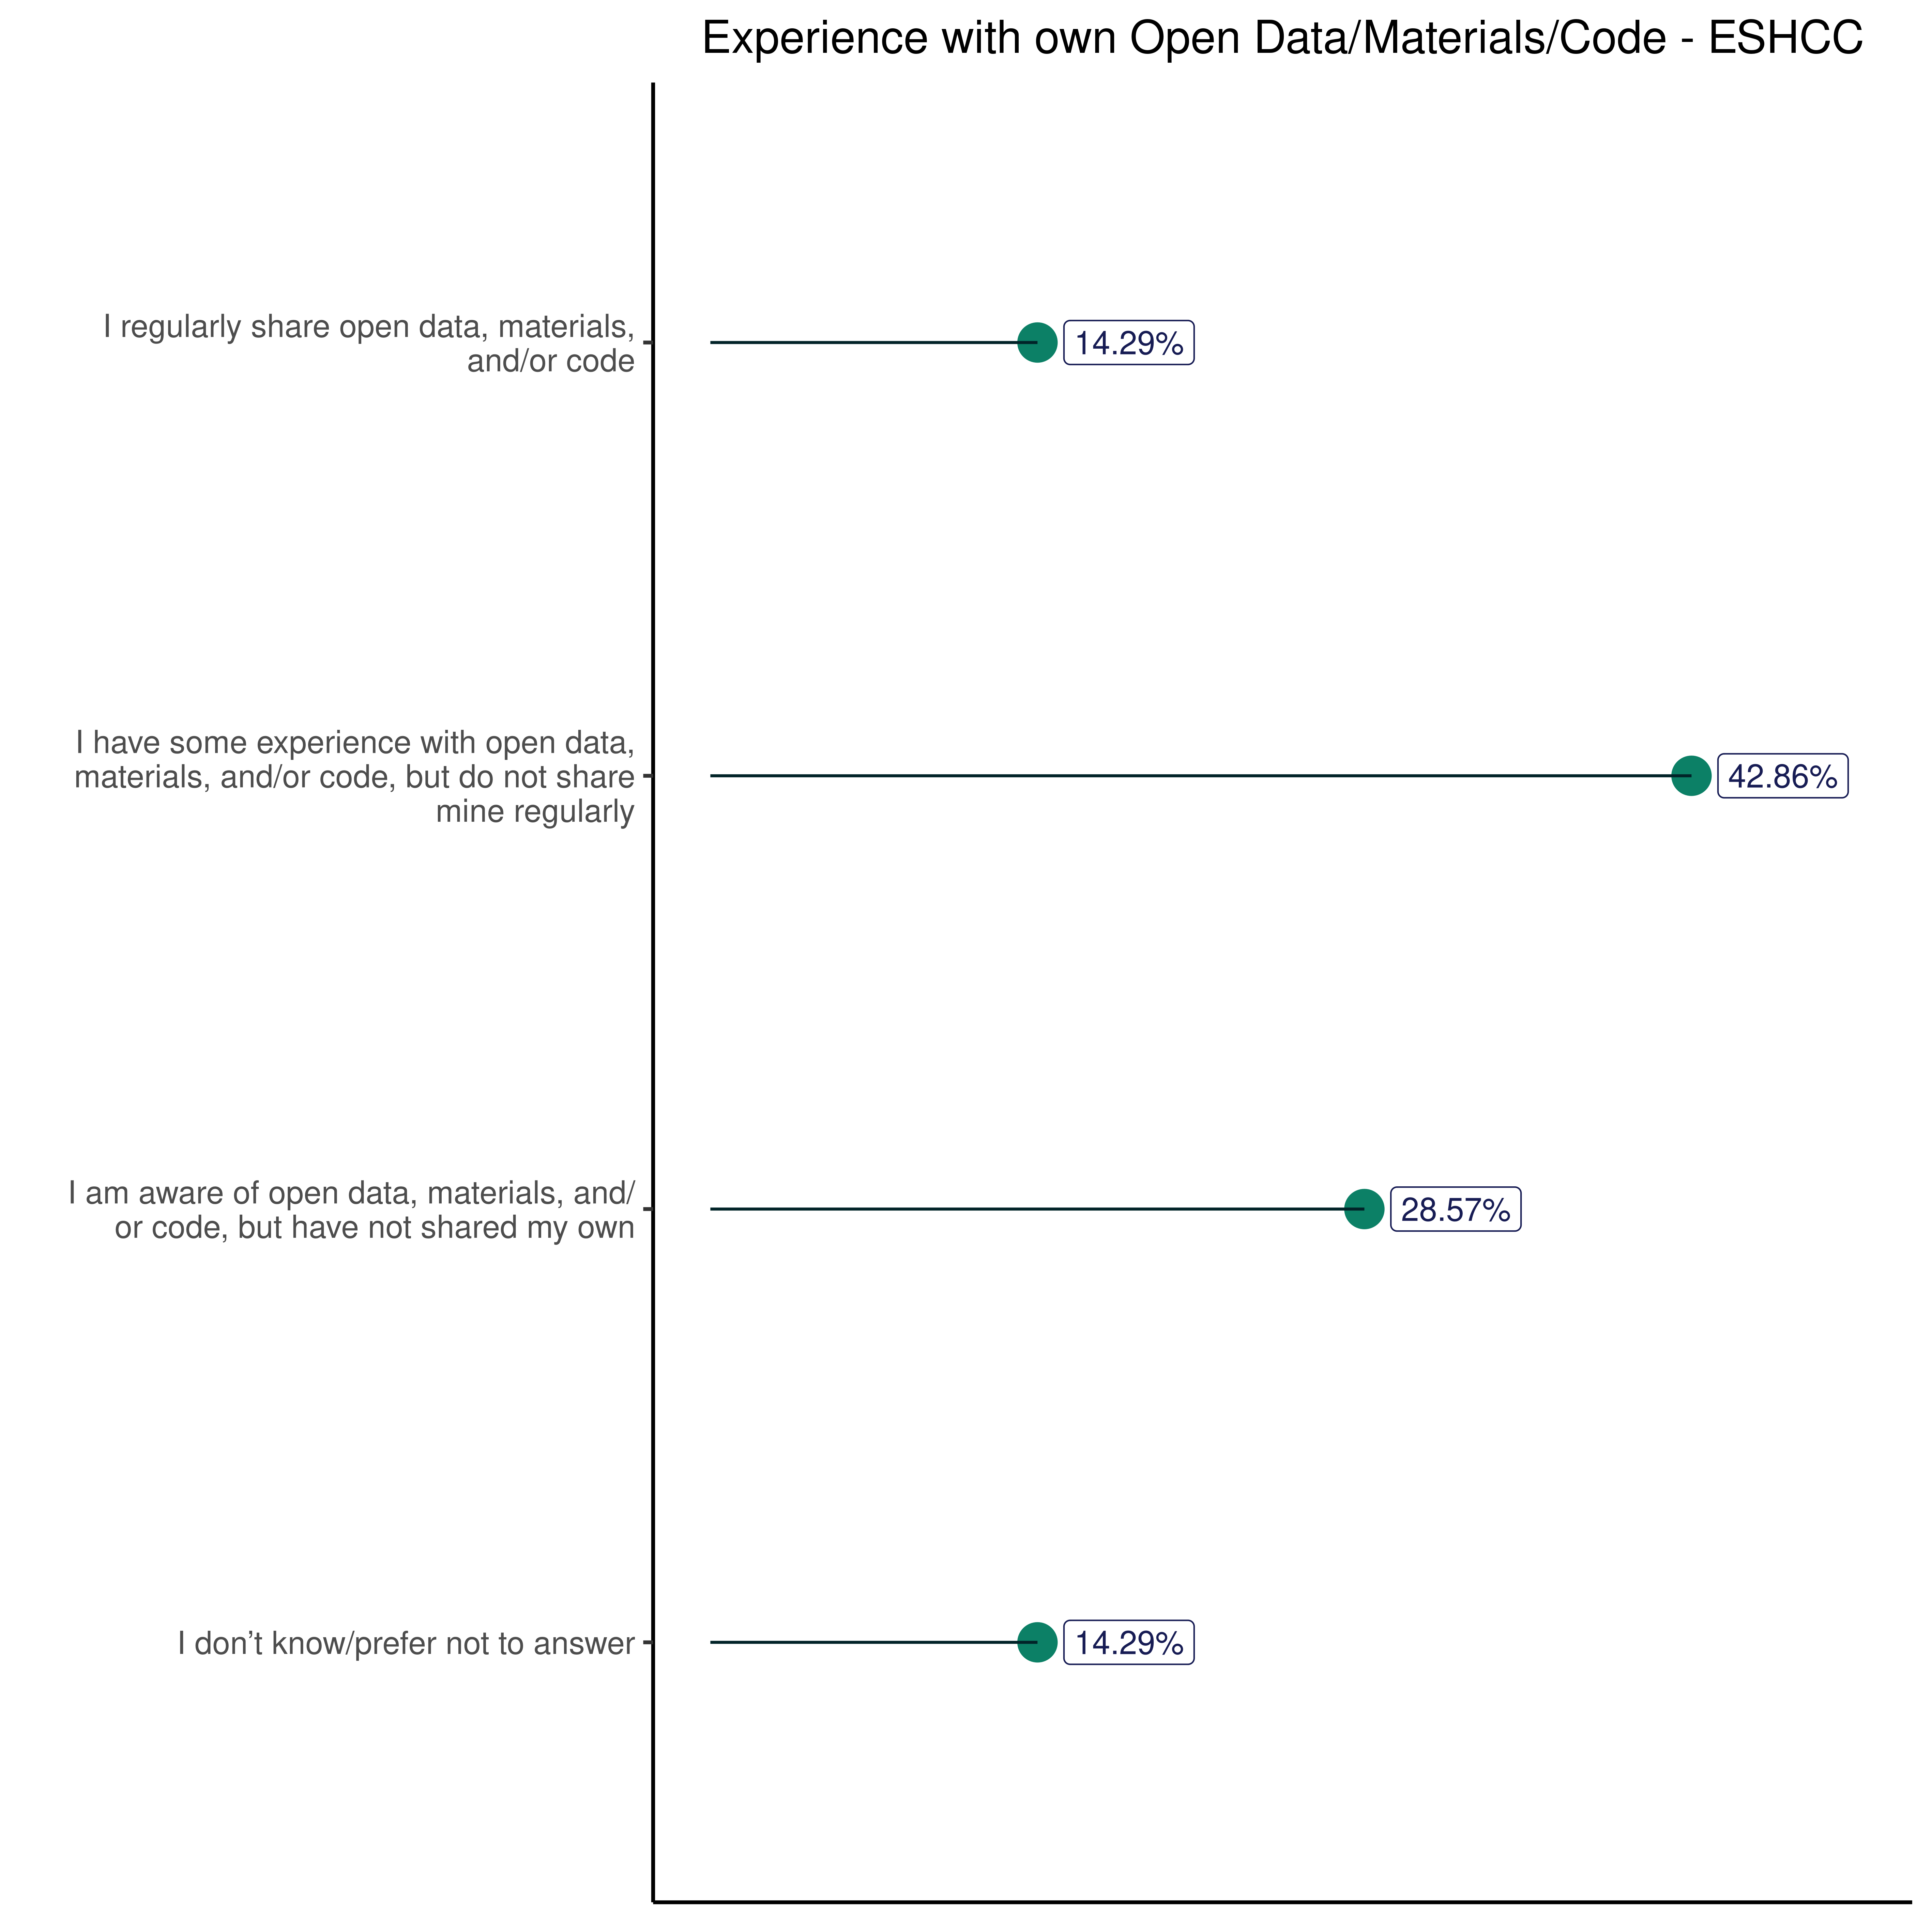 Experience with own Open Data/Materials/Code - ESHCC
I regularly share open data, materials,
and/or code
14.29%
I have some experience with open data,
materials, and/or code, but do not share
mine regularly
42.86%
I am aware of open data, materials, and/
or code, but have not shared my own
28.57%
I don’t know/prefer not to answer
14.29%